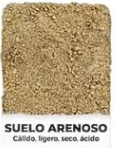 SUELO ARENOSO
Cálido, ligero, seco, ácido